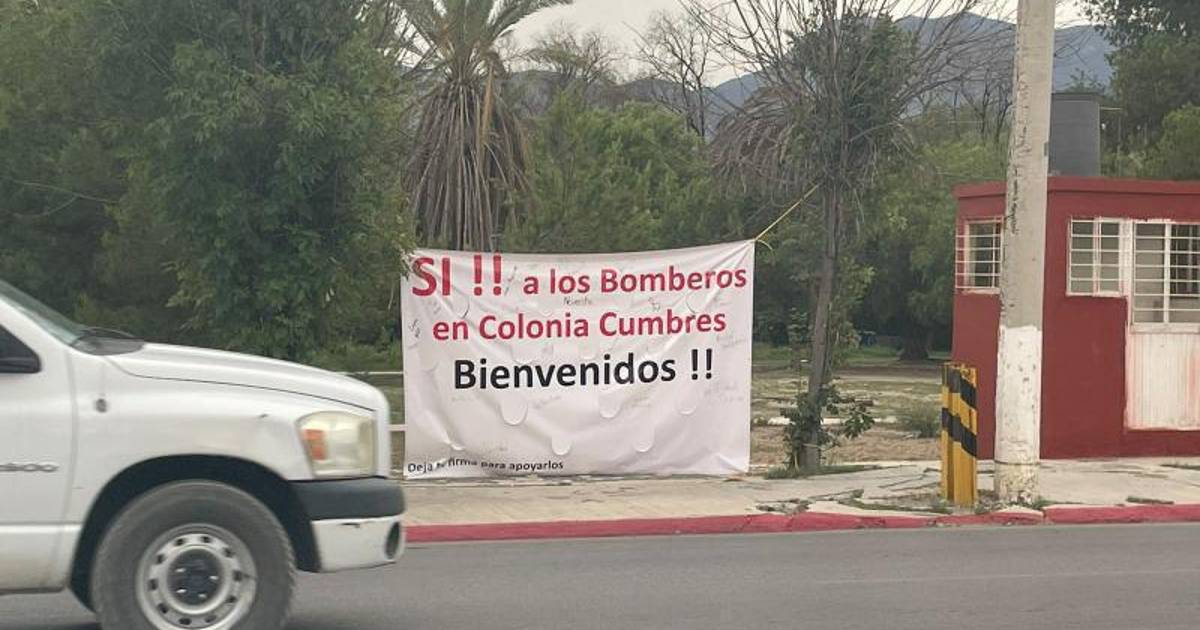 SI !! a los Bomberos
en Colonia Cumbres
Bienvenidos !!
Deja tu firma para apoyarlos